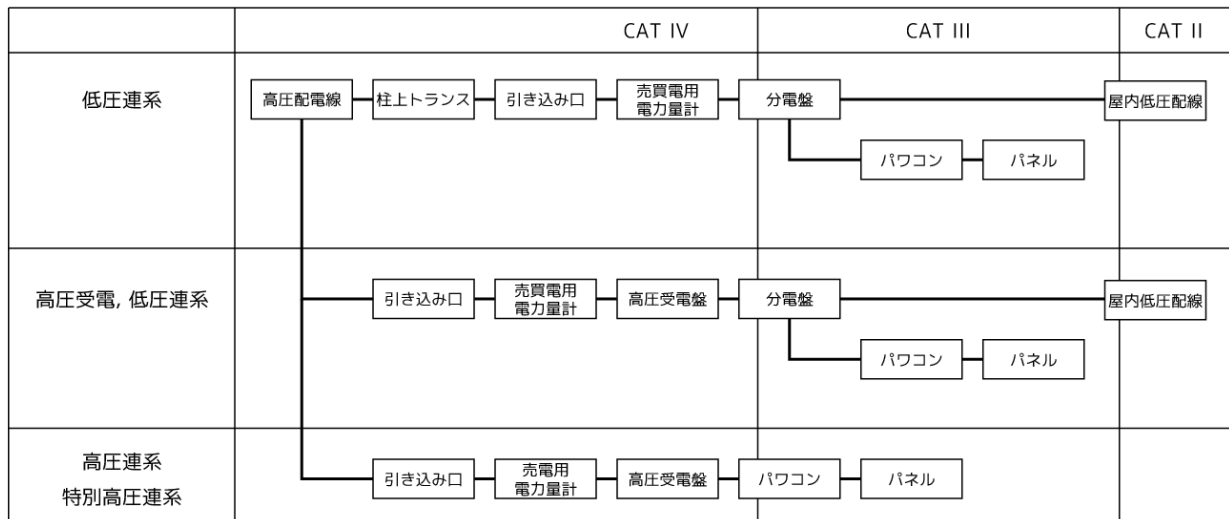 CAT IV
CAT III
CAT II
低圧連系
高圧配電線
柱上トランス
引き込み口
売買電用
電力量計
分電盤
屋内低圧配線
パワコン
パネル
高圧受電, 低圧連系
引き込み口
売買電用
電力量計
高圧受電盤
分電盤
屋内低圧配線
パワコン
パネル
高圧連系
特別高圧連系
引き込み口
売電用
電力量計
高圧受電盤
パワコン
パネル